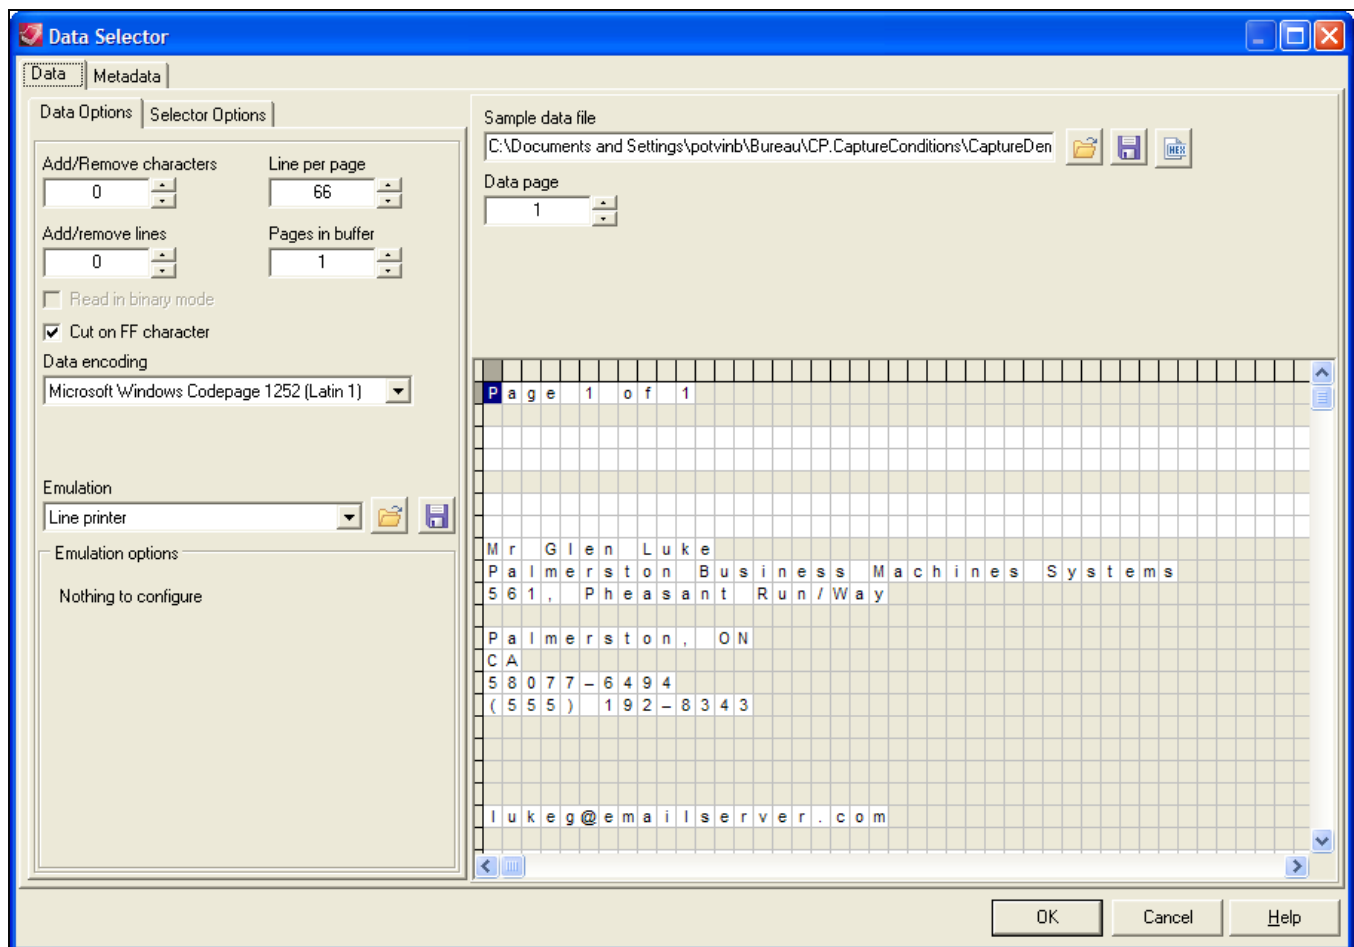 Data Selector
Data
Metadata
Data Options
Selector Options
Add/Remove characters
Line per page
0
66
Add/remove lines
Pages in buffer
0
1
Read in binary mode
Cut on FF character
Data encoding
Microsoft Windows Codepage 1252 (Latin 1)
Emulation
Line printer
Emulation options
Nothing to configure
Sample data file
C:\Documents and Settings\potvinb\Bureau\CP.CaptureConditions\CaptureDen
HEX
Data page
1
Page 1 of 1
Mr Glen Luke
Palmerston Business Machines Systems
561, Pheasant Run/Way
Palmerston, ON
CA
58077-6494
(555) 192-8343
lukeg@emailserver.com
OK
Cancel
Help